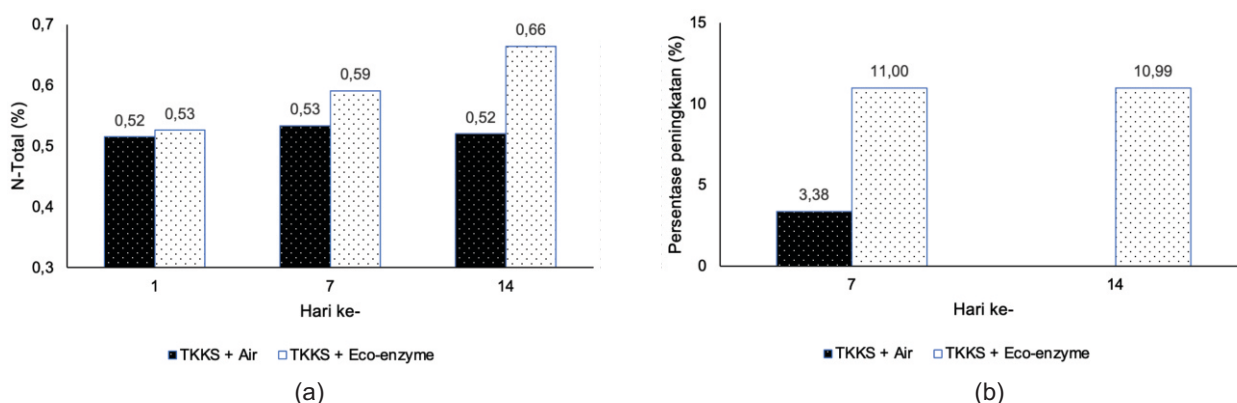 N-Total (%)
0,7
0,6
0,5
0,4
0,3
0,52
0,53
0,53
0,59
0,52
0,66
1
7
14
Hari ke-
TKKS + Air
TKKS + Eco-enzyme
(a)
Persentase peningkatan (%)
15
10
5
0
3,38
11,00
10,99
7
14
Hari ke-
TKKS + Air
TKKS + Eco-enzyme
(b)